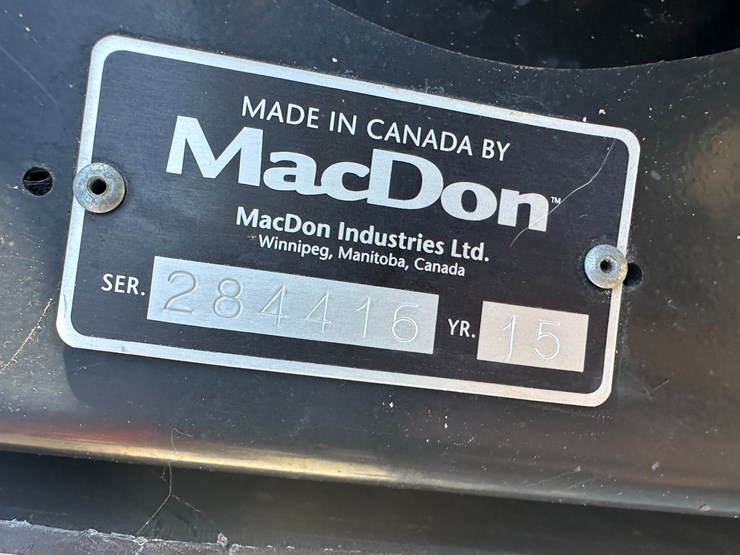 MADE IN CANADA BY
MacDon™
MacDon Industries Ltd.
Winnipeg, Manitoba, Canada
SER. 284416 YR. 15